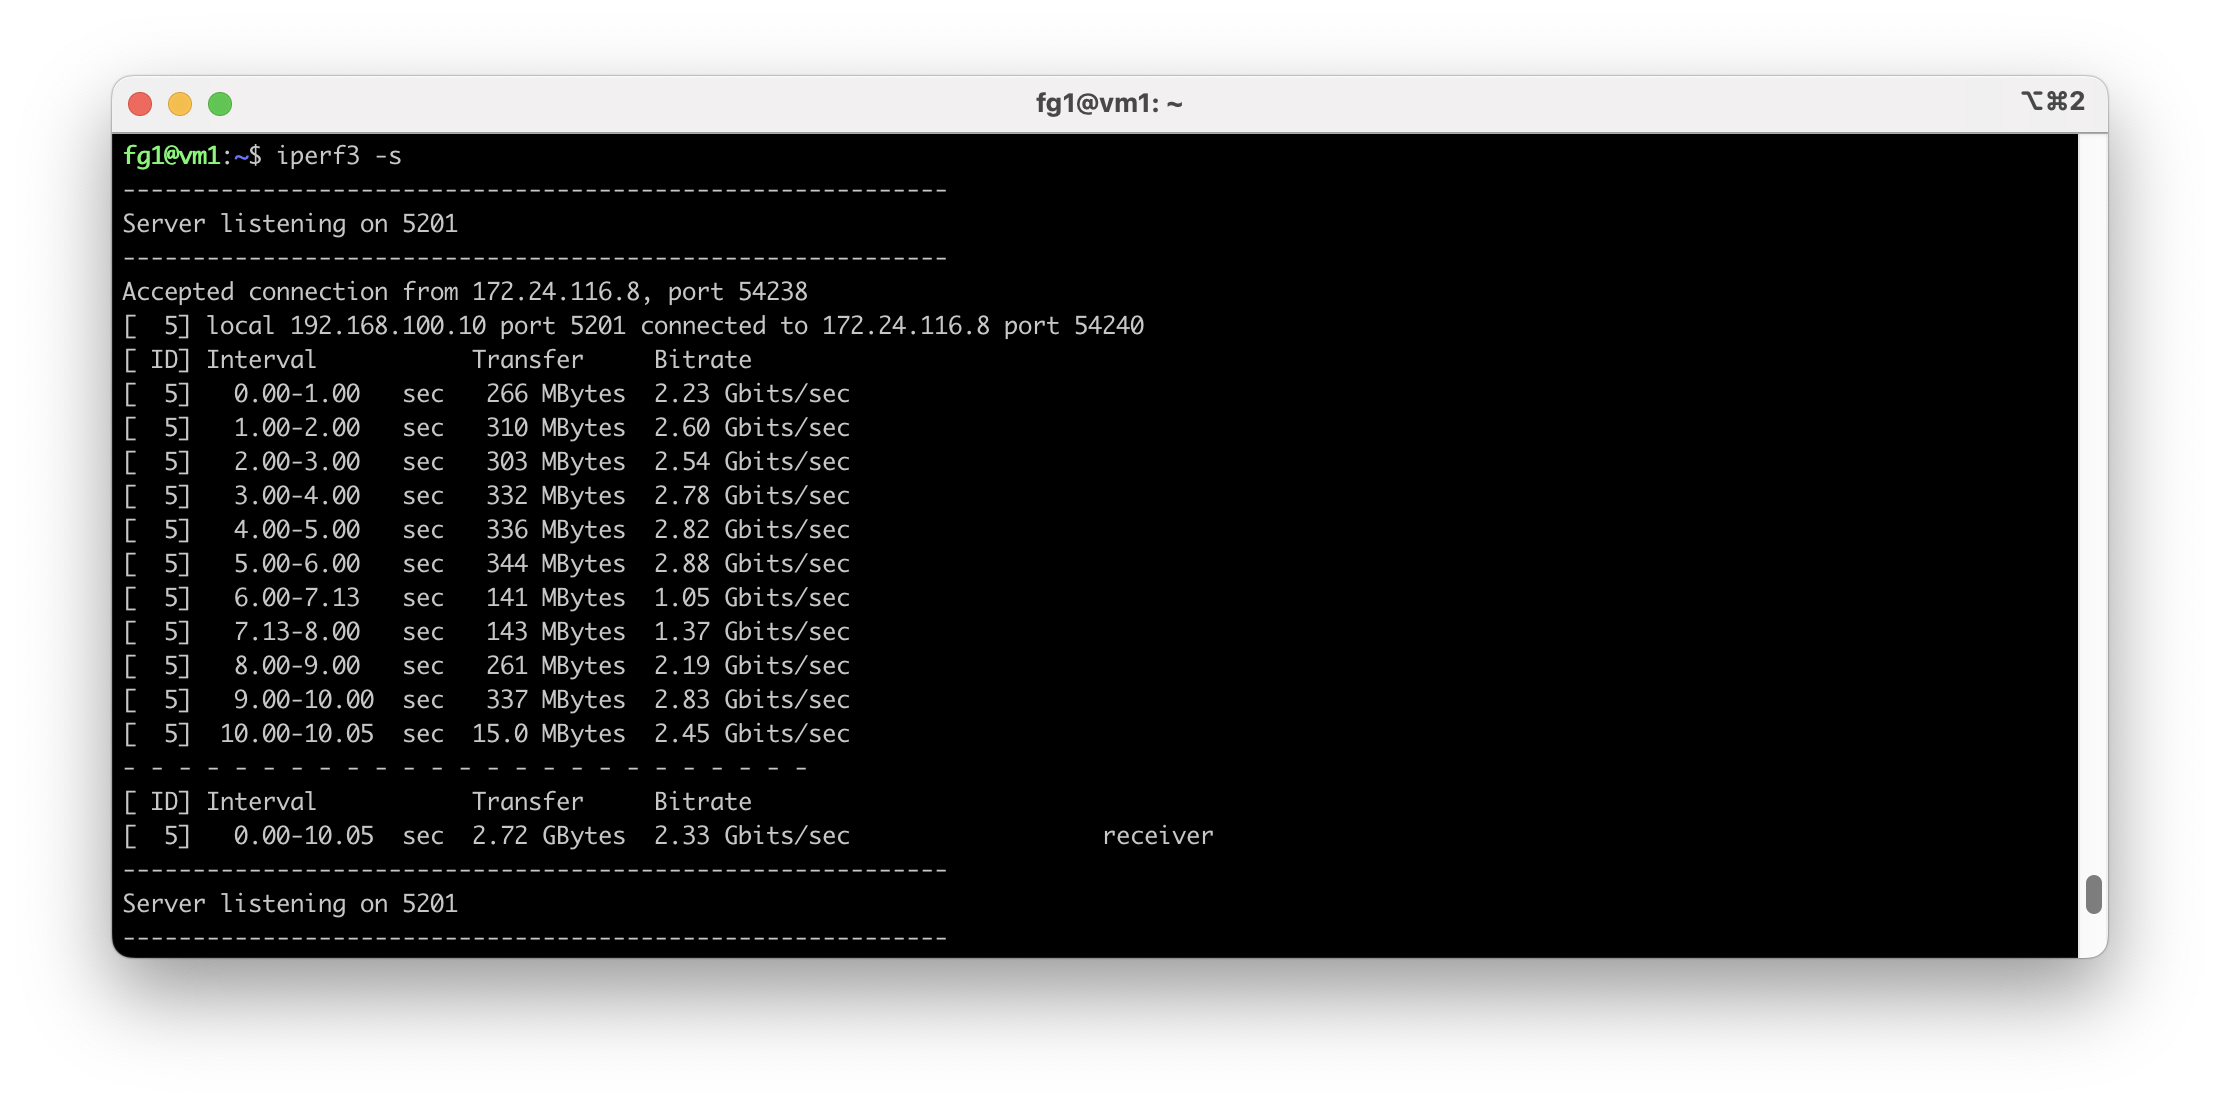 fg1@vm1: ~
⌥⌘2
fg1@vm1:~$ iperf3 -s
-----------------------------------------------------------
Server listening on 5201
-----------------------------------------------------------
Accepted connection from 172.24.116.8, port 54238
[  5] local 192.168.100.10 port 5201 connected to 172.24.116.8 port 54240
[ ID] Interval           Transfer     Bitrate
[  5]   0.00-1.00   sec   266 MBytes  2.23 Gbits/sec
[  5]   1.00-2.00   sec   310 MBytes  2.60 Gbits/sec
[  5]   2.00-3.00   sec   303 MBytes  2.54 Gbits/sec
[  5]   3.00-4.00   sec   332 MBytes  2.78 Gbits/sec
[  5]   4.00-5.00   sec   336 MBytes  2.82 Gbits/sec
[  5]   5.00-6.00   sec   344 MBytes  2.88 Gbits/sec
[  5]   6.00-7.13   sec   141 MBytes  1.05 Gbits/sec
[  5]   7.13-8.00   sec   143 MBytes  1.37 Gbits/sec
[  5]   8.00-9.00   sec   261 MBytes  2.19 Gbits/sec
[  5]   9.00-10.00  sec   337 MBytes  2.83 Gbits/sec
[  5]  10.00-10.05  sec  15.0 MBytes  2.45 Gbits/sec
- - - - - - - - - - - - - - - - - - - - - - - - -
[ ID] Interval           Transfer     Bitrate
[  5]   0.00-10.05  sec  2.72 GBytes  2.33 Gbits/sec                  receiver
-----------------------------------------------------------
Server listening on 5201
-----------------------------------------------------------